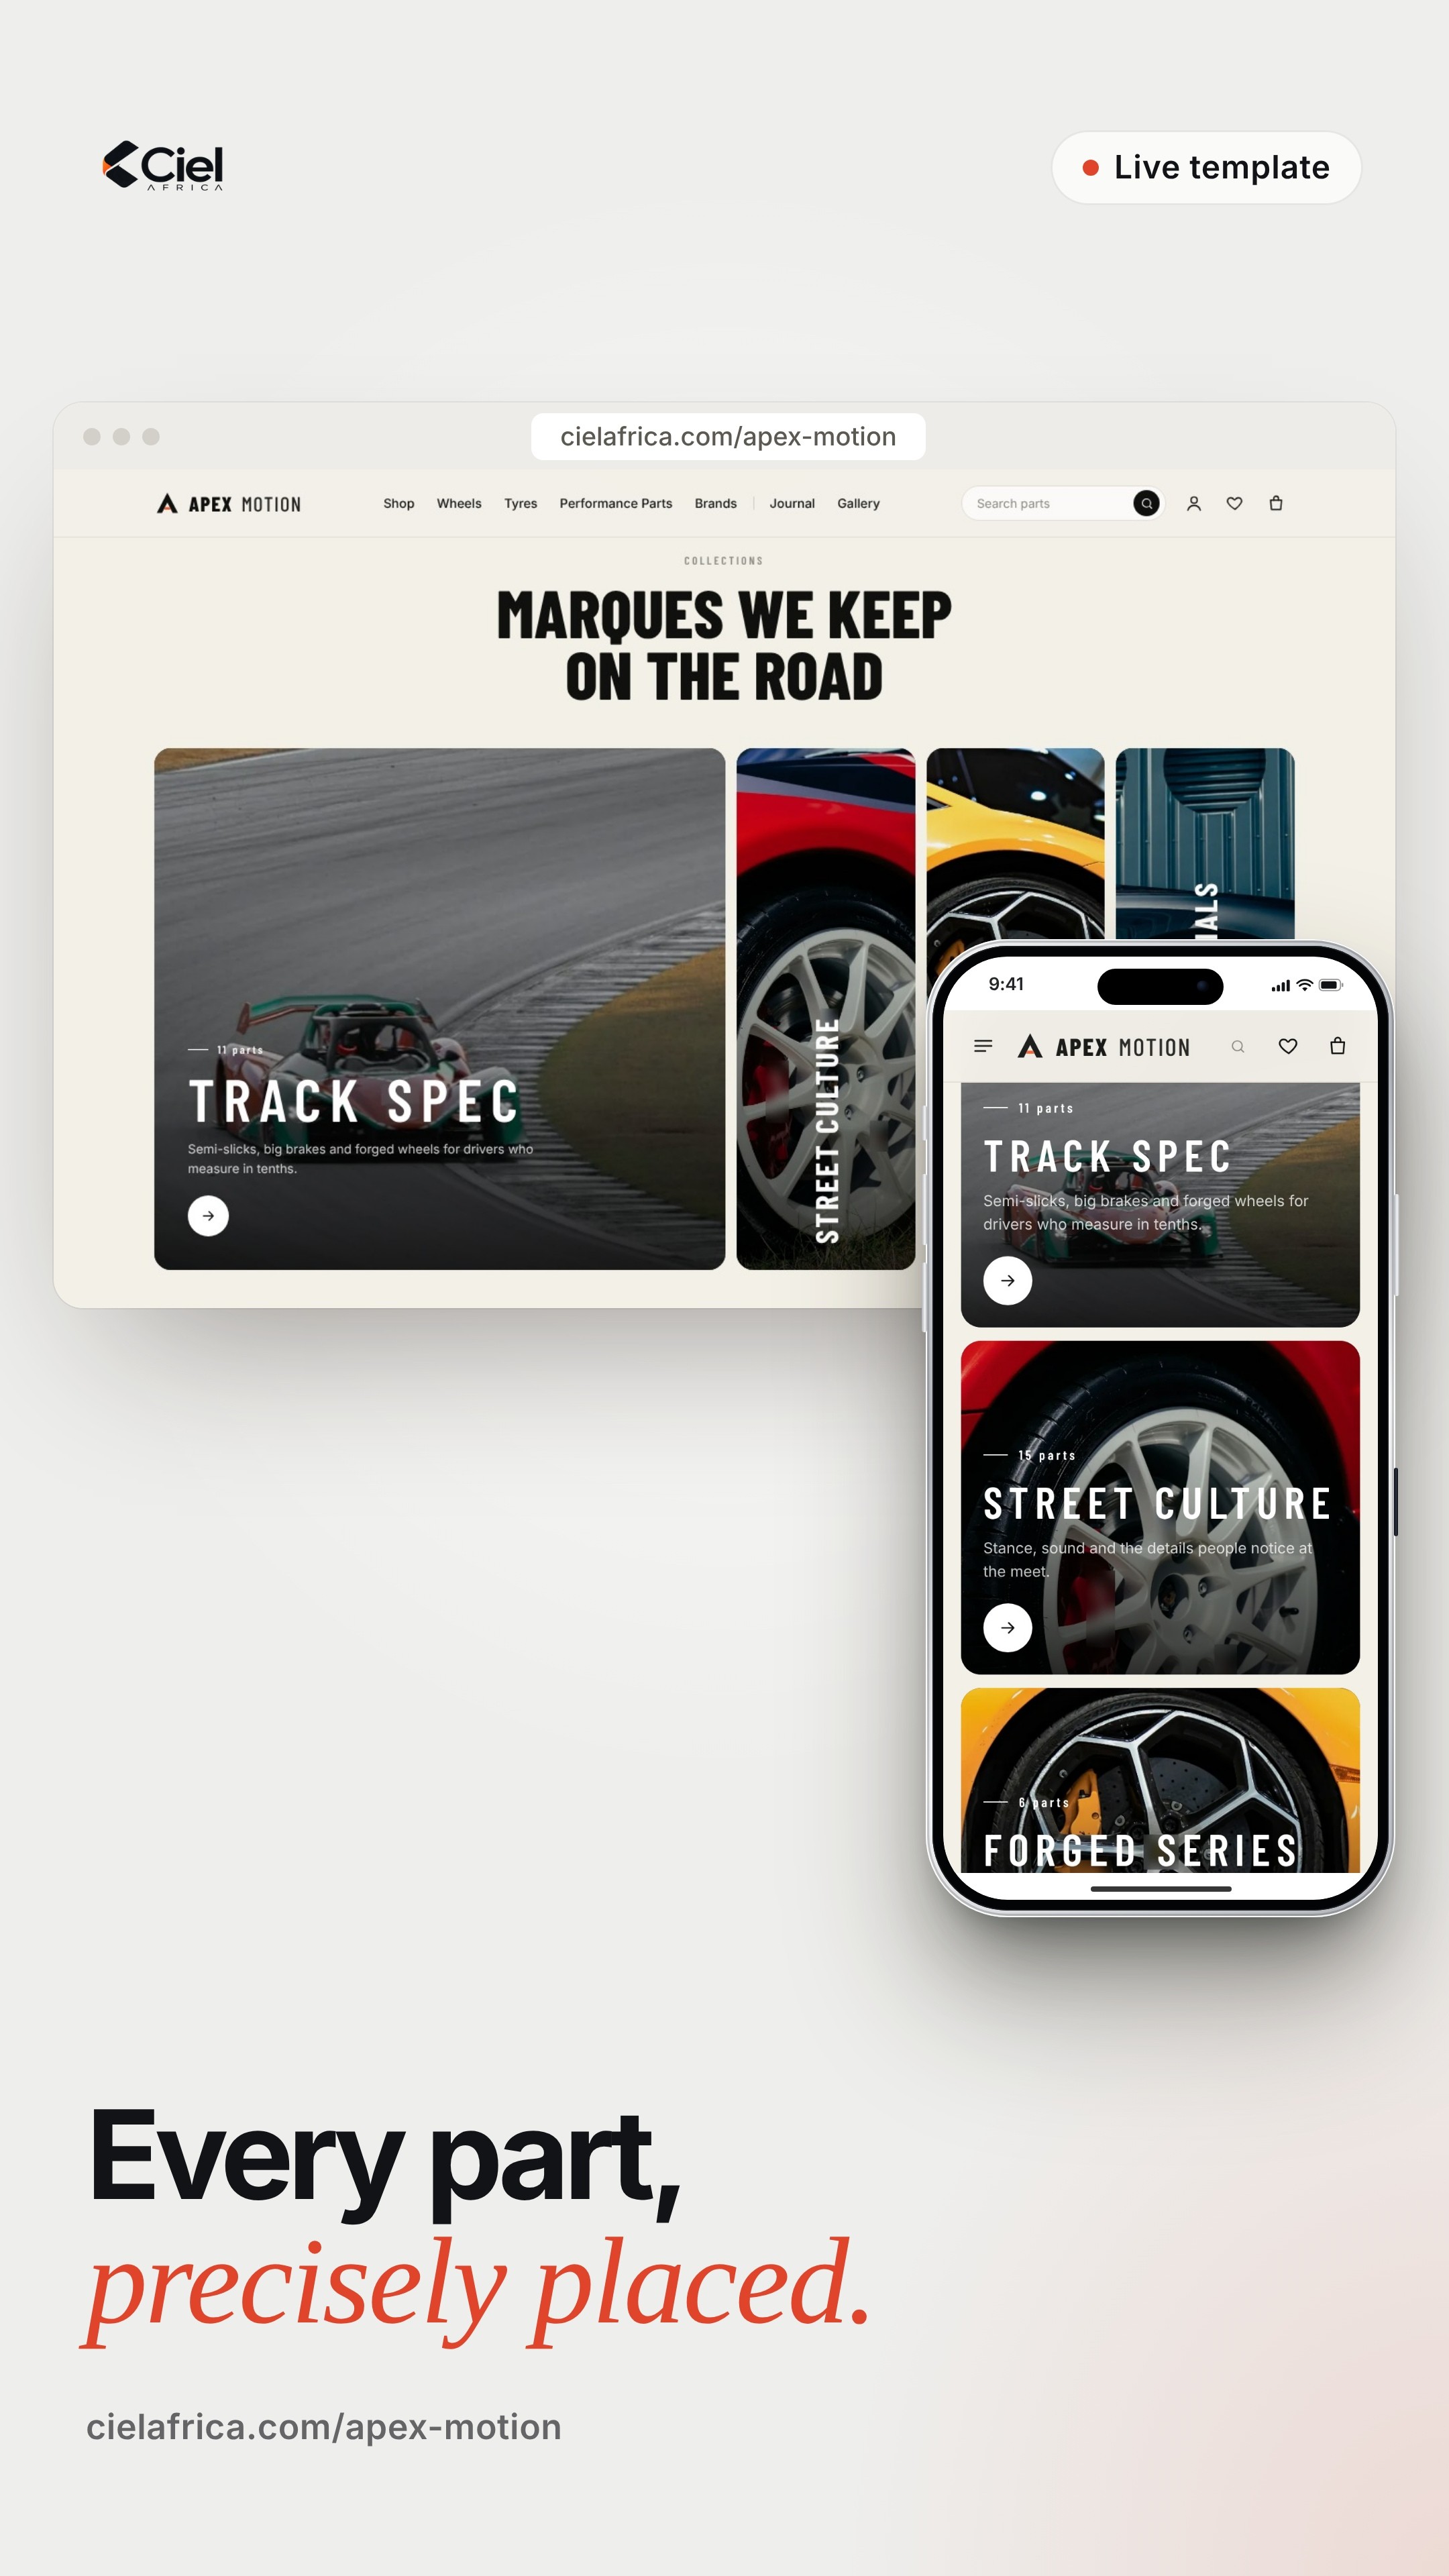 Ciel
AFRICA
Live template
cielafrica.com/apex-motion
APEX MOTION
Shop Wheels Tyres Performance Parts Brands Journal Gallery
Search parts
COLLECTIONS
MARQUES WE KEEP
ON THE ROAD
11 parts
TRACK SPEC
Semi-slicks, big brakes and forged wheels for drivers who
measure in tenths.
STREET CULTURE
9:41
APEX MOTION
11 parts
TRACK SPEC
Semi-slicks, big brakes and forged wheels for
drivers who measure in tenths.
15 parts
STREET CULTURE
Stance, sound and the details people notice at
the meet.
6 parts
FORGED SERIES
Every part,
precisely placed.
cielafrica.com/apex-motion